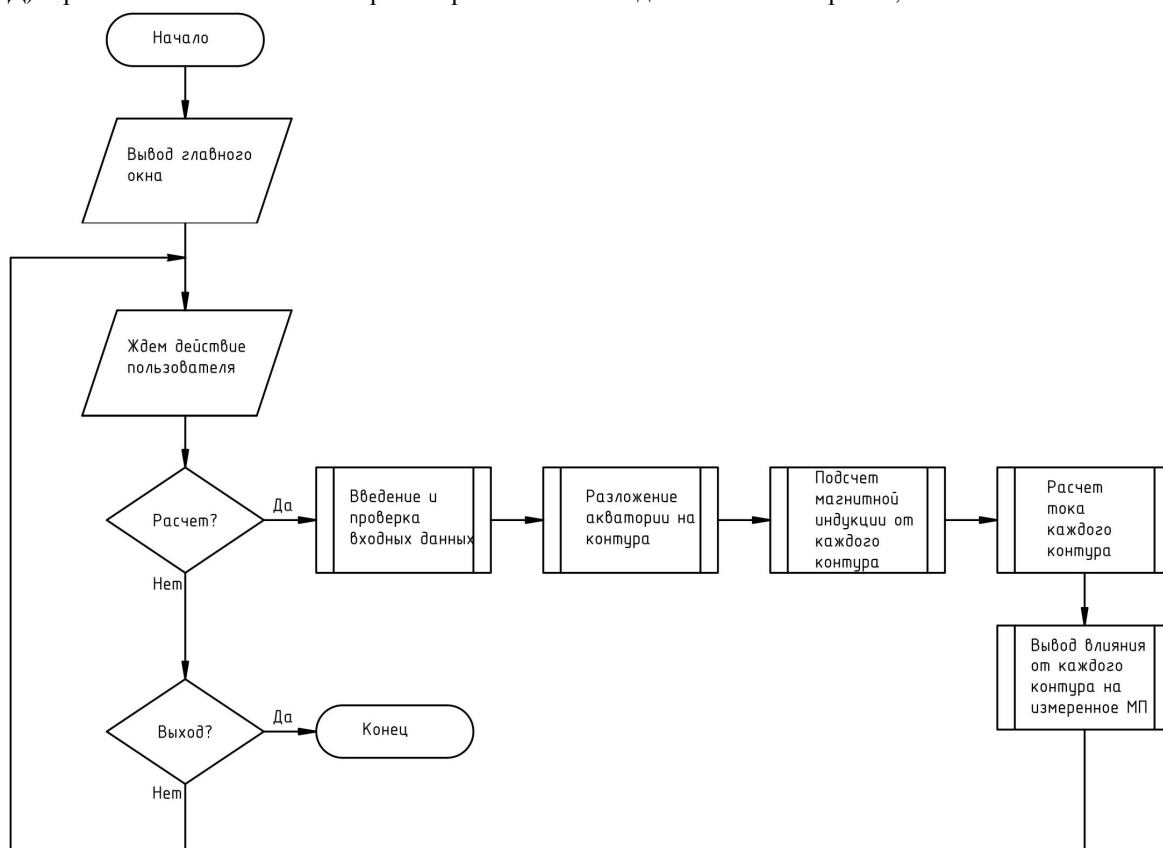 Начало
Вывод главного
окна
Ждем действие
пользователя
Расчет?
Да
Нет
Введение и
проверка
входных данных
Разложение
акватории на
контура
Подсчет
магнитной
индукции от
каждого
контура
Расчет
тока
каждого
контура
Вывод влияния
от каждого
контура на
измеренное МП
Выход?
Да
Нет
Конец